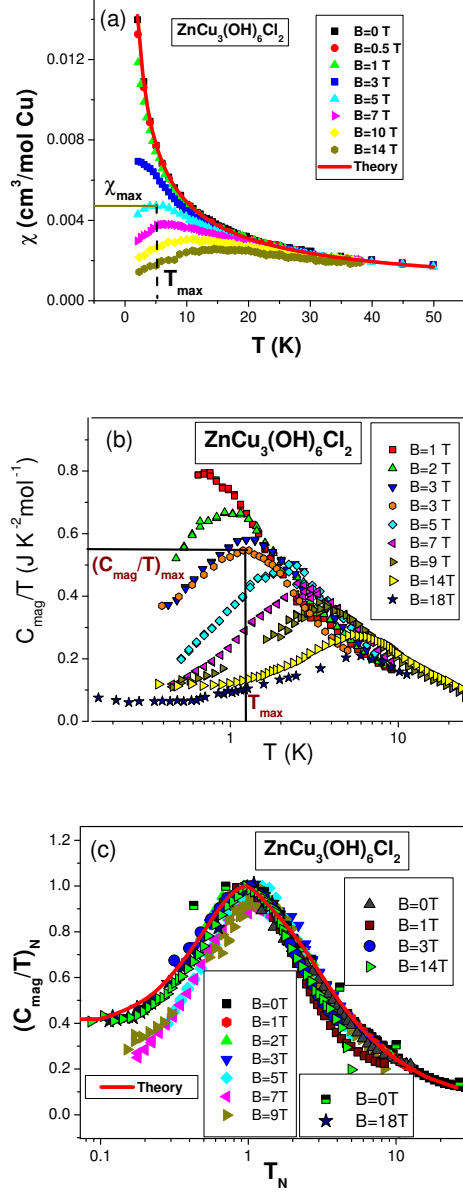 (a)
ZnCu3(OH)6Cl2
B=0 T
B=0.5 T
B=1 T
B=3 T
B=5 T
B=7 T
B=10 T
B=14 T
Theory
χ (cm³/mol Cu)
0.012
0.008
0.004
0.000
χmax
Tmax
0 10 20 30 40 50
T (K)
(b)
ZnCu3(OH)6Cl2
B=1 T
B=2 T
B=3 T
B=3 T
B=5 T
B=7 T
B=9 T
B=14T
B=18T
Cmag/T (J K⁻²mol⁻¹)
0.8
0.6
0.4
0.2
0.0
(Cmag/T)max
Tmax
1 10
T (K)
(c)
ZnCu3(OH)6Cl2
B=0T
B=1T
B=3T
B=14T
B=0T
B=1T
B=2T
B=3T
B=5T
B=7T
B=9T
Theory
B=0T
B=18T
(Cmag/T)N
1.2
1.0
0.8
0.6
0.4
0.2
0.0
0.1 1 10
TN